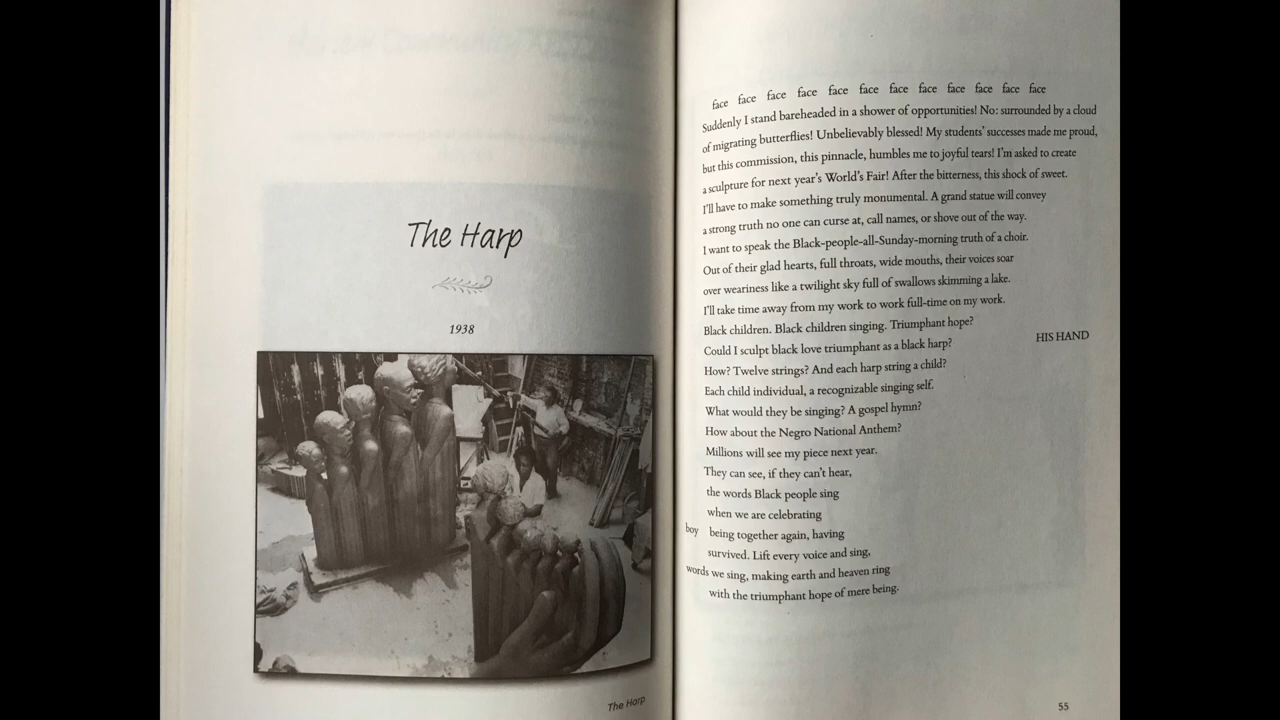 The Harp
1938
The Harp
face face face face face face face face face face face face
Suddenly I stand bareheaded in a shower of opportunities! No: surrounded by a cloud
of migrating butterflies! Unbelievably blessed! My students' successes made me proud,
but this commission, this pinnacle, humbles me to joyful tears! I'm asked to create
a sculpture for next year's World's Fair! After the bitterness, this shock of sweet.
I'll have to make something truly monumental. A grand statue will convey
a strong truth no one can curse at, call names, or shove out of the way.
I want to speak the Black-people-all-Sunday-morning truth of a choir.
Out of their glad hearts, full throats, wide mouths, their voices soar
over weariness like a twilight sky full of swallows skimming a lake.
I'll take time away from my work to work full-time on my work.
Black children. Black children singing. Triumphant hope?
Could I sculpt black love triumphant as a black harp?
HIS HAND
How? Twelve strings? And each harp string a child?
Each child individual, a recognizable singing self.
What would they be singing? A gospel hymn?
How about the Negro National Anthem?
Millions will see my piece next year.
They can see, if they can't hear,
the words Black people sing
when we are celebrating
boy being together again, having
survived. Lift every voice and sing,
words we sing, making earth and heaven ring
with the triumphant hope of mere being.
55